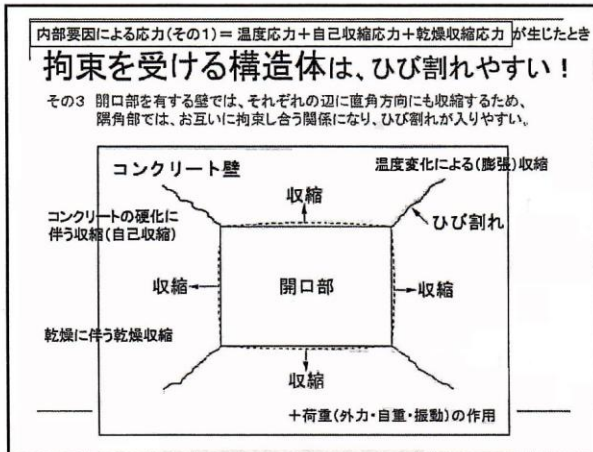 内部要因による応力(その1)=温度応力+自己収縮応力+乾燥収縮応力 が生じたとき
拘束を受ける構造体は、ひび割れやすい!
その3 開口部を有する壁では、それぞれの辺に直角方向にも収縮するため、
隅角部では、お互いに拘束し合う関係になり、ひび割れが入りやすい。
コンクリート壁
温度変化による(膨張)収縮
収縮
ひび割れ
コンクリートの硬化に
伴う収縮(自己収縮)
収縮
開口部
収縮
乾燥に伴う乾燥収縮
収縮
+荷重(外力・自重・振動)の作用